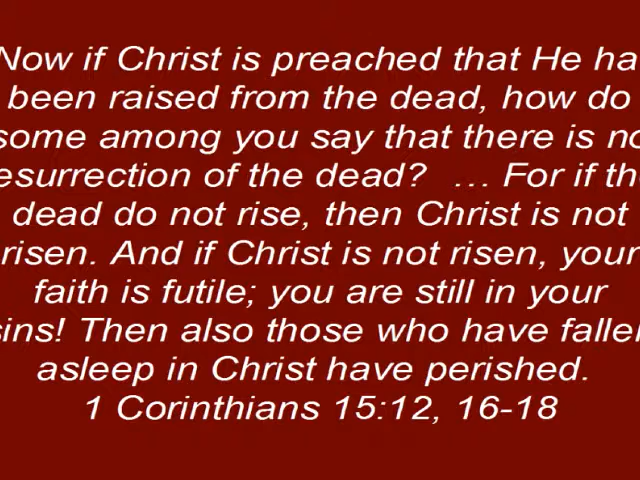 Now if Christ is preached that He ha
been raised from the dead, how do
some among you say that there is no
esurrection of the dead? … For if the
dead do not rise, then Christ is not
risen. And if Christ is not risen, your
faith is futile; you are still in your
sins! Then also those who have fallen
asleep in Christ have perished.
1 Corinthians 15:12, 16-18